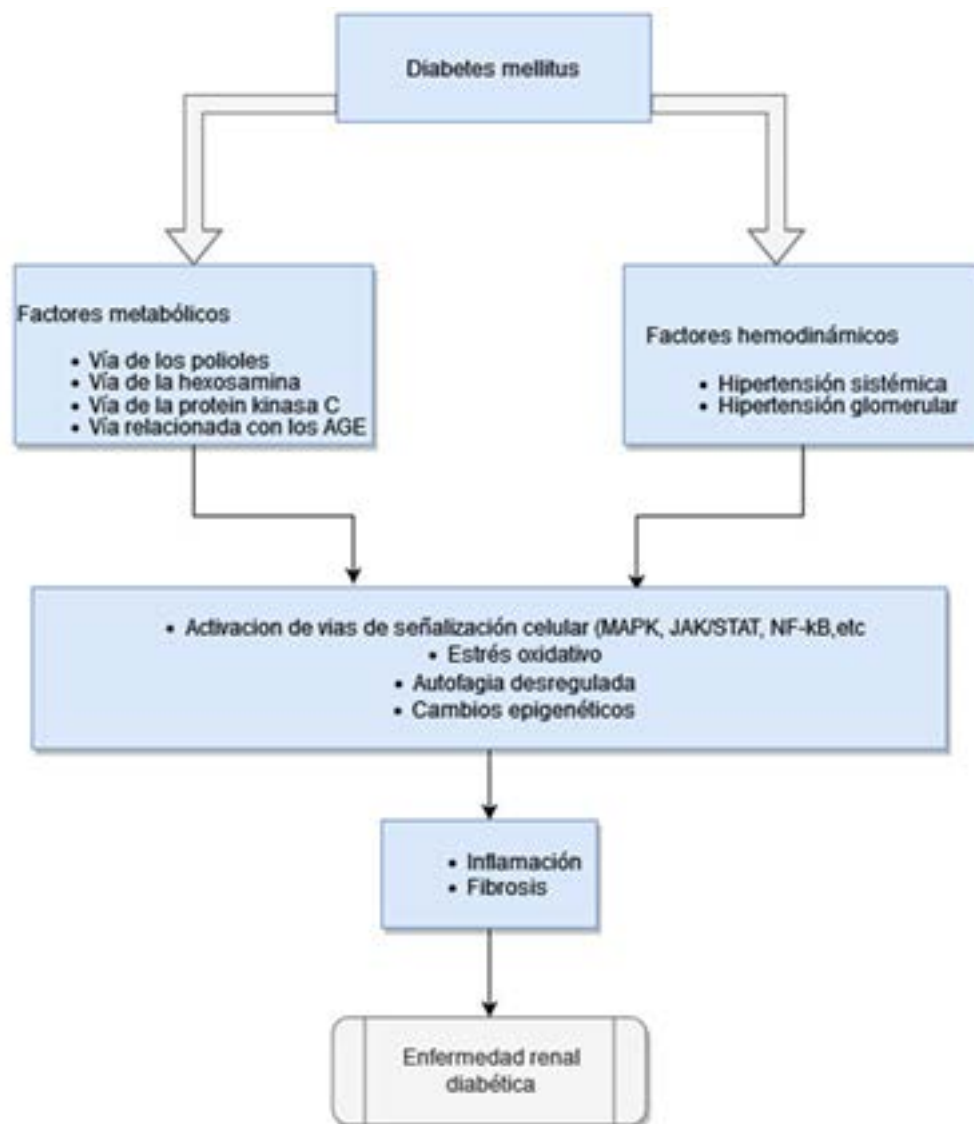 Diabetes mellitus
Factores metabólicos
• Vía de los polioles
• Vía de la hexosamina
• Vía de la protein kinasa C
• Vía relacionada con los AGE
Factores hemodinámicos
• Hipertensión sistémica
• Hipertensión glomerular
• Activacion de vias de señalización celular (MAPK, JAK/STAT, NF-kB,etc
• Estrés oxidativo
• Autofagia desregulada
• Cambios epigenéticos
• Inflamación
• Fibrosis
Enfermedad renal
diabética